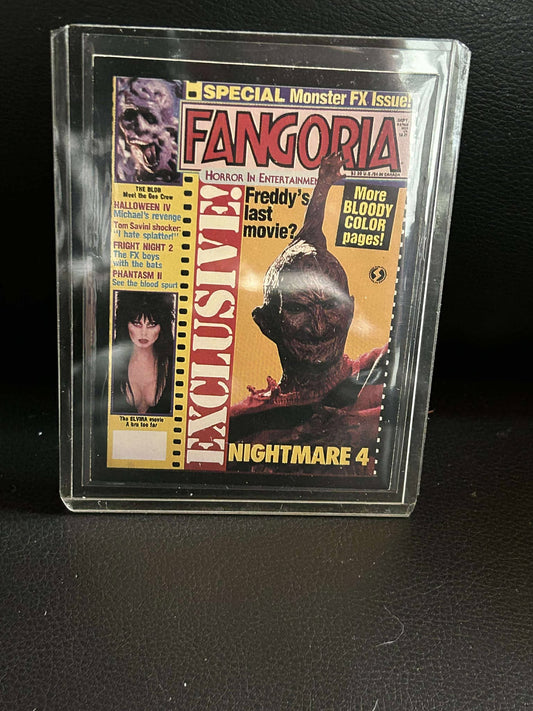 SPECIAL Monster FX Issue!
FANGORIA
HORROR IN ENTERTAINMENT
THE BLOB
Meet the Goo Crew
HALLOWEEN IV
Michael's revenge
Tom Savini shocker:
"I hate splatter!"
FRIGHT NIGHT 2
The FX boys
with the bats
PHANTASM II
See the blood spurt
The ELVIRA movie
A bra too far
EXCLUSIVE!
Freddy's
last
movie?
More
BLOODY
COLOR
pages!
NIGHTMARE 4